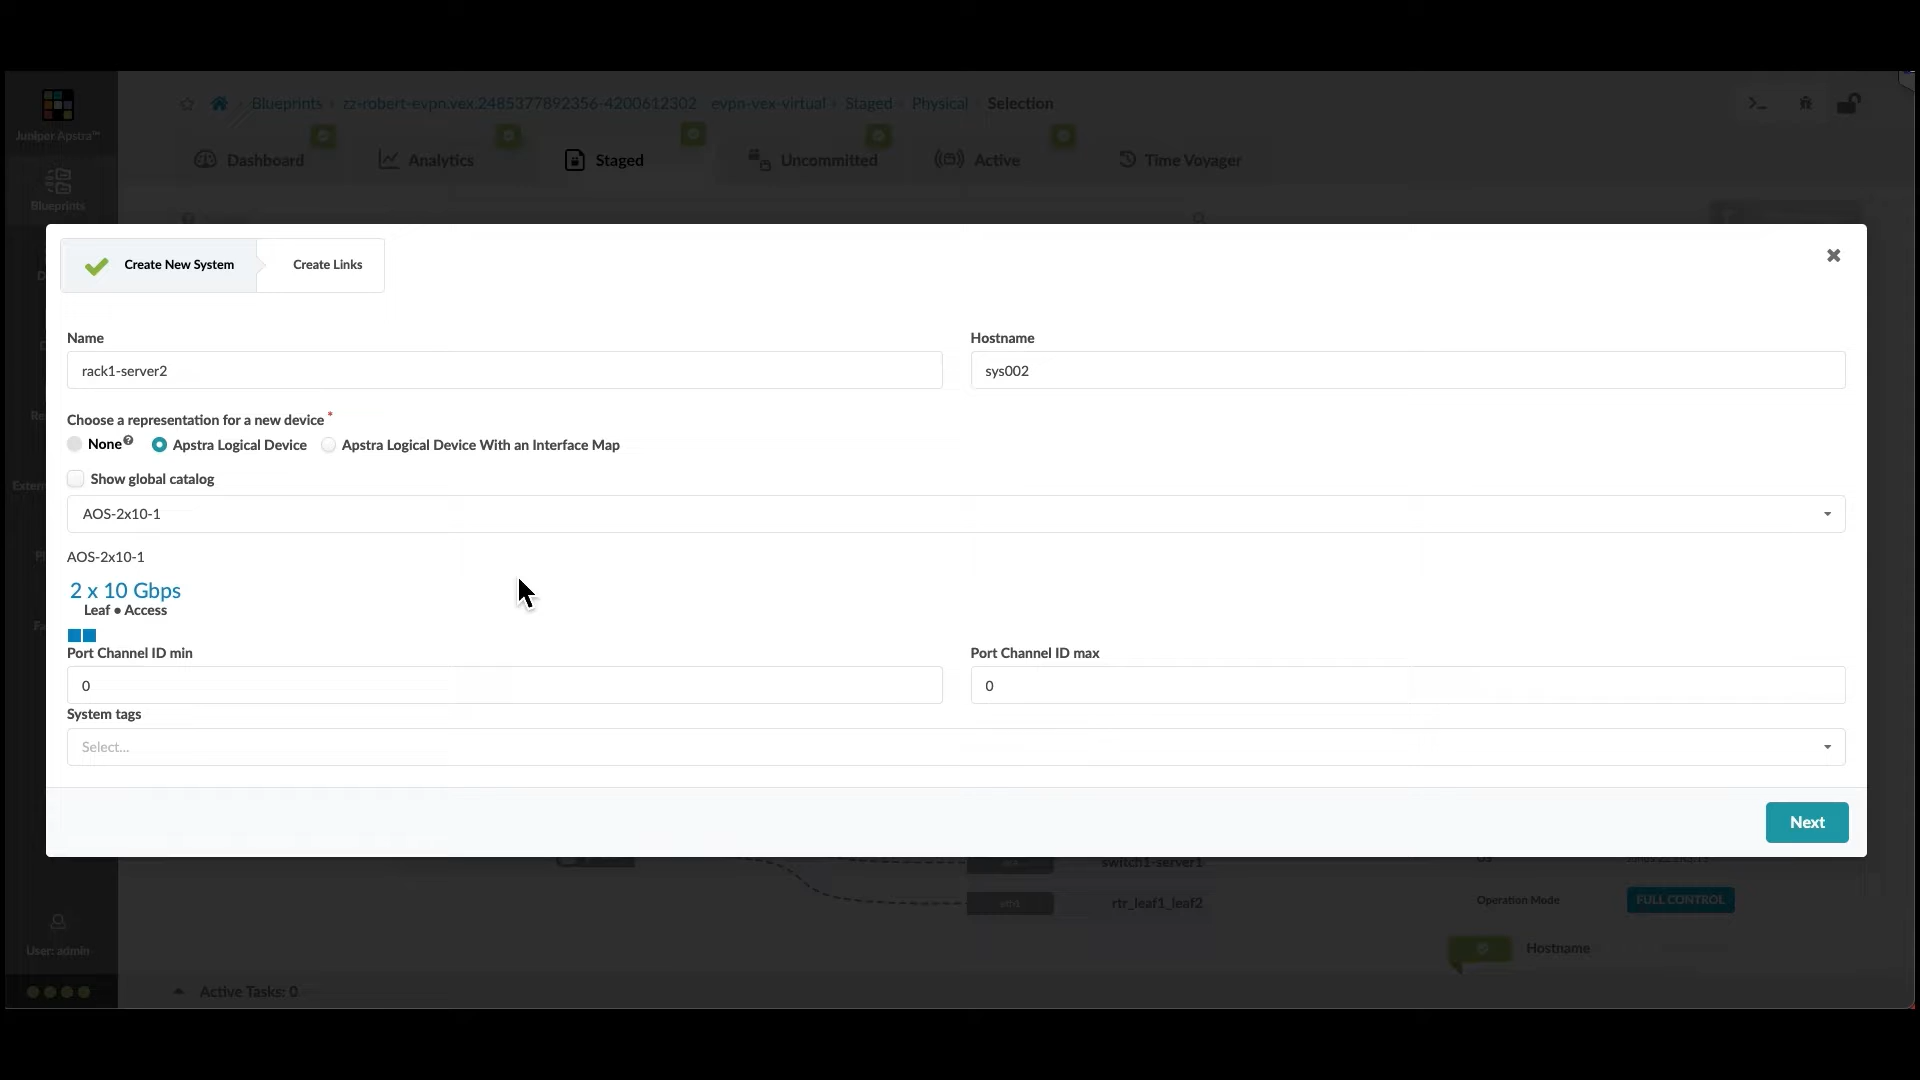 Juniper Apstra™
Blueprints › zz-robert-evpn.vex.2485377892356-4200612302 evpn-vex-virtual › Staged › Physical › Selection
Dashboard
Analytics
Staged
Uncommitted
Active
Time Voyager
Blueprints
Create New System
Create Links
Name
Hostname
rack1-server2
sys002
Choose a representation for a new device *
None
Apstra Logical Device
Apstra Logical Device With an Interface Map
Show global catalog
AOS-2x10-1
AOS-2x10-1
2 x 10 Gbps
Leaf • Access
Port Channel ID min
Port Channel ID max
0
0
System tags
Select...
Next
switch1-server1
rtr_leaf1_leaf2
Operation Mode
FULL CONTROL
Hostname
User: admin
Active Tasks: 0